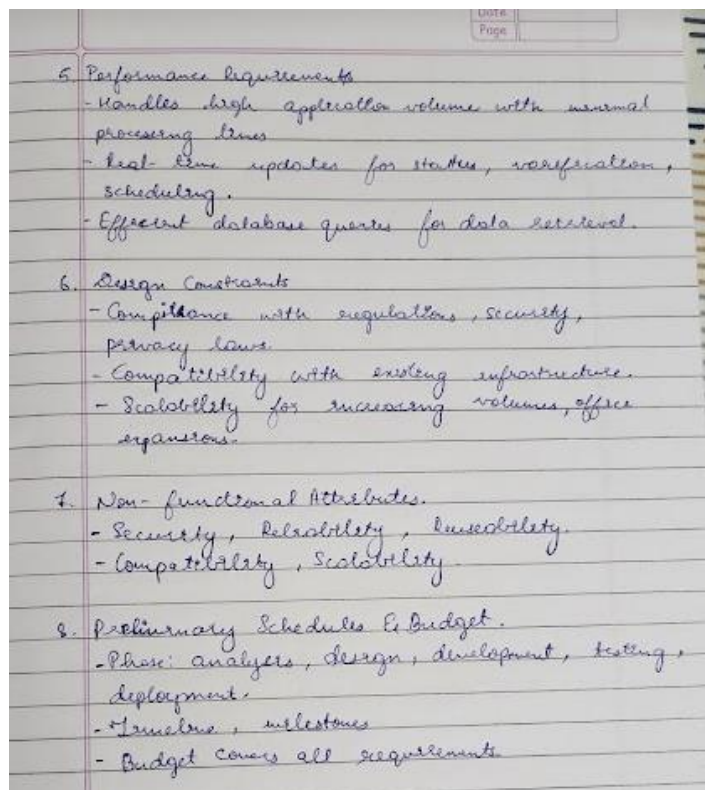 Date
Page
5. Performance Requirements
- Handles high application volume with minimal
processing times
- Real-time updates for status, varification,
scheduling.
- Efficient database queries for data retrieval.
6. Design Constraints
- Compitance with regulations, security,
privacy laws.
- Compatibility with existing infrastructure.
- Scalability for increasing volumes, office
expansions.
7. Non-functional Attributes.
- Security, Reliability, Reuseability.
- Compatibility, Scalability.
8. Preliminary Schedules & Budget.
- Phase: analysis, design, development, testing,
deployment.
- Timeline, milestones
- Budget covers all requirements